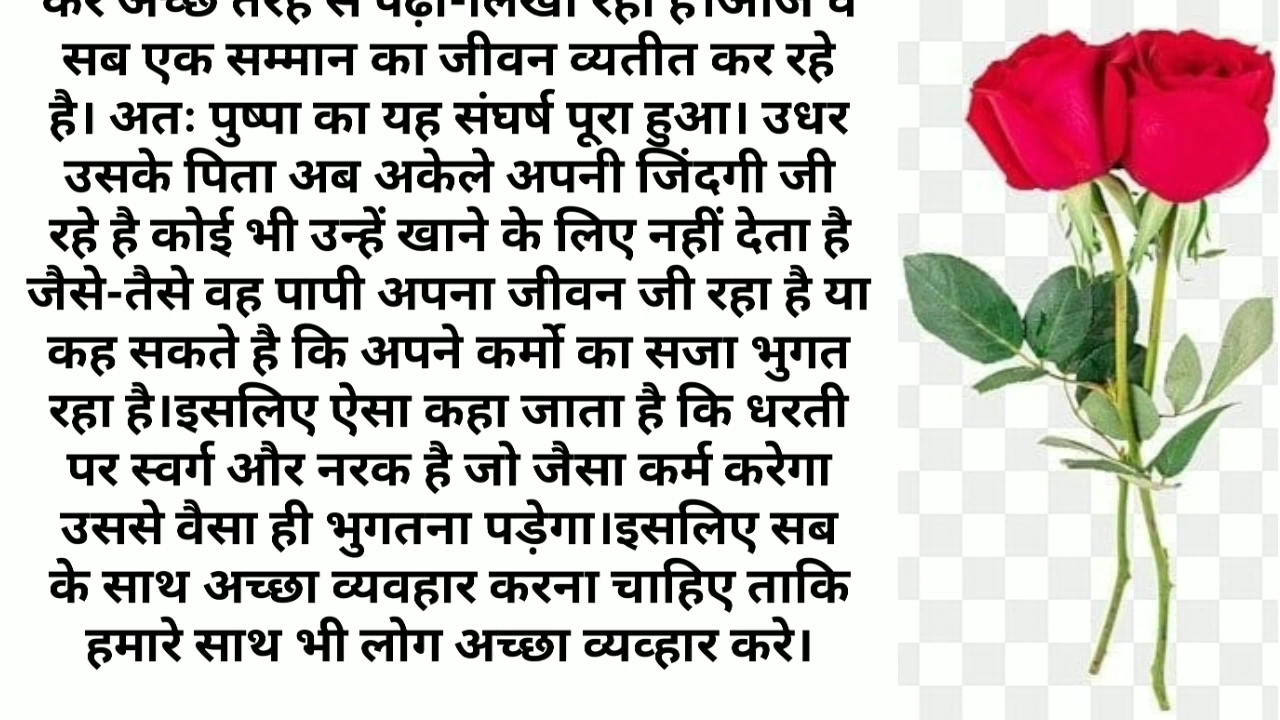 कर अच्छे तरह से पढ़ा-लिखा रही है।आज वे
सब एक सम्मान का जीवन व्यतीत कर रहे
है। अतः पुष्पा का यह संघर्ष पूरा हुआ। उधर
उसके पिता अब अकेले अपनी जिंदगी जी
रहे है कोई भी उन्हें खाने के लिए नहीं देता है
जैसे-तैसे वह पापी अपना जीवन जी रहा है या
कह सकते है कि अपने कर्मो का सजा भुगत
रहा है।इसलिए ऐसा कहा जाता है कि धरती
पर स्वर्ग और नरक है जो जैसा कर्म करेगा
उससे वैसा ही भुगतना पड़ेगा।इसलिए सब
के साथ अच्छा व्यवहार करना चाहिए ताकि
हमारे साथ भी लोग अच्छा व्यव्हार करे।